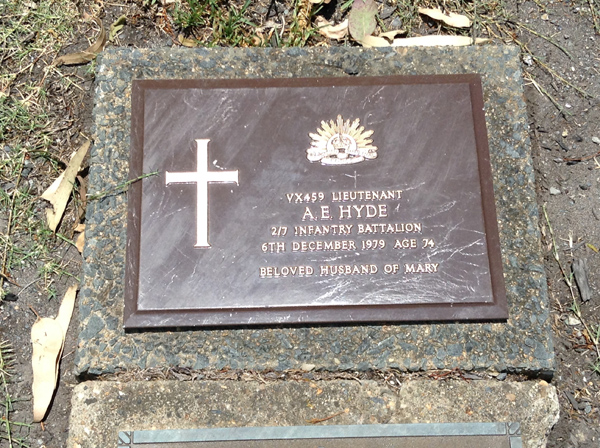 VX459 LIEUTENANT
A. E. HYDE
2/7 INFANTRY BATTALION
6TH DECEMBER 1979 AGE 74
BELOVED HUSBAND OF MARY